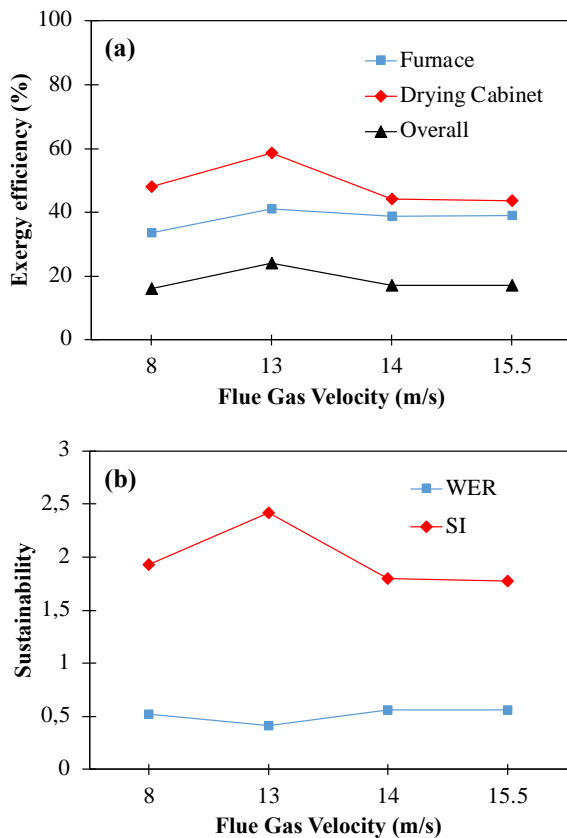 100
(a)
Furnace
80
Drying Cabinet
Overall
60
40
20
0
Exergy efficiency (%)
8 13 14 15.5
Flue Gas Velocity (m/s)
3
(b)
WER
2,5
SI
2
1,5
1
0,5
0
Sustainability
8 13 14 15.5
Flue Gas Velocity (m/s)